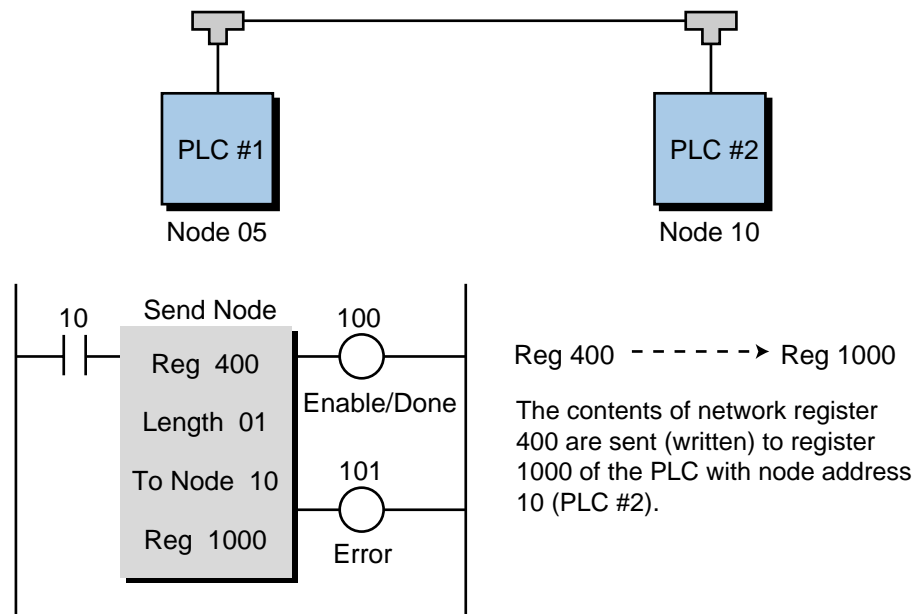 PLC #1
PLC #2
Node 05
Node 10
10
Send Node
100
Reg 400
Enable/Done
Length 01
To Node 10
101
Reg 1000
Error
Reg 400
Reg 1000
The contents of network register
400 are sent (written) to register
1000 of the PLC with node address
10 (PLC #2).